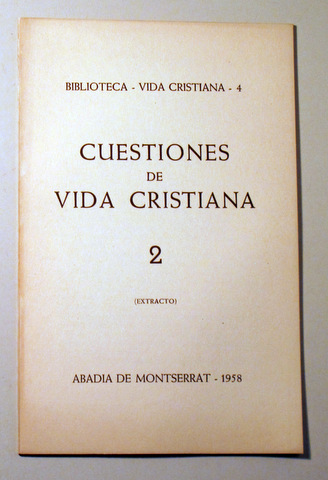 BIBLIOTECA - VIDA CRISTIANA - 4
CUESTIONES
DE
VIDA CRISTIANA
2
(EXTRACTO)
ABADIA DE MONTSERRAT - 1958